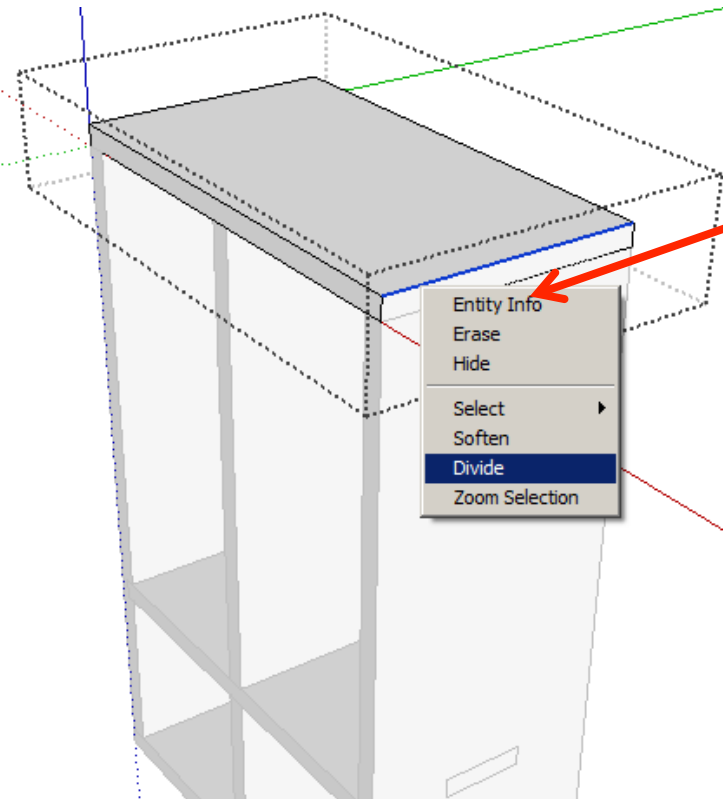 Entity Info
Erase
Hide
Select
Soften
Divide
Zoom Selection